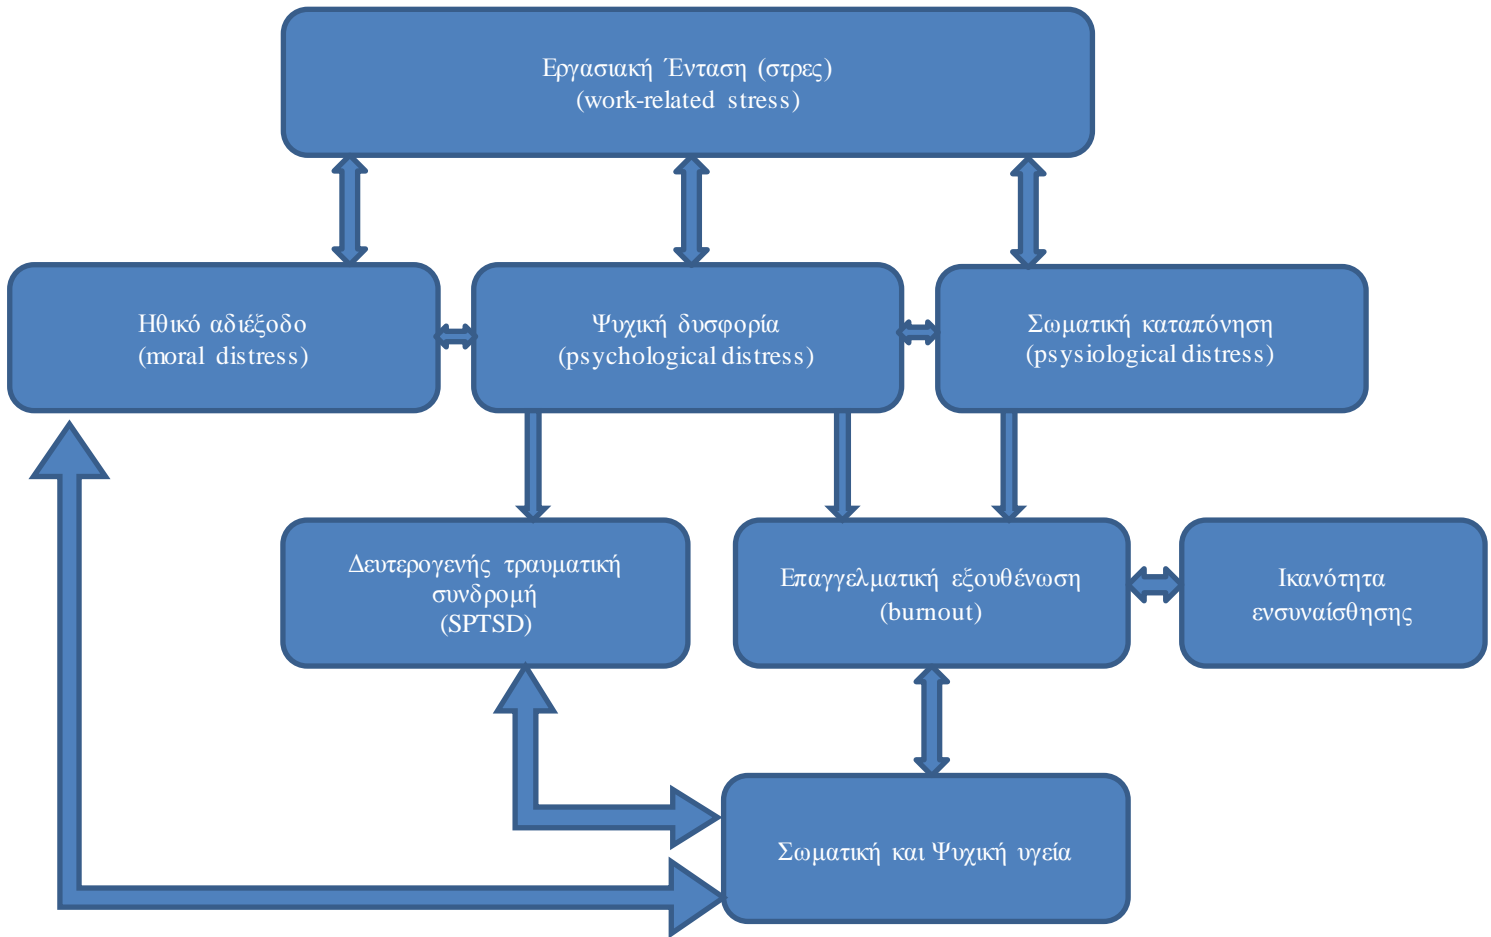 Εργασιακή Ένταση (στρες)
(work-related stress)
Ηθικό αδιέξοδο
(moral distress)
Ψυχική δυσφορία
(psychological distress)
Σωματική καταπόνηση
(psysiological distress)
Δευτερογενής τραυματική
συνδρομή
(SPTSD)
Επαγγελματική εξουθένωση
(burnout)
Ικανότητα
ενσυναίσθησης
Σωματική και Ψυχική υγεία